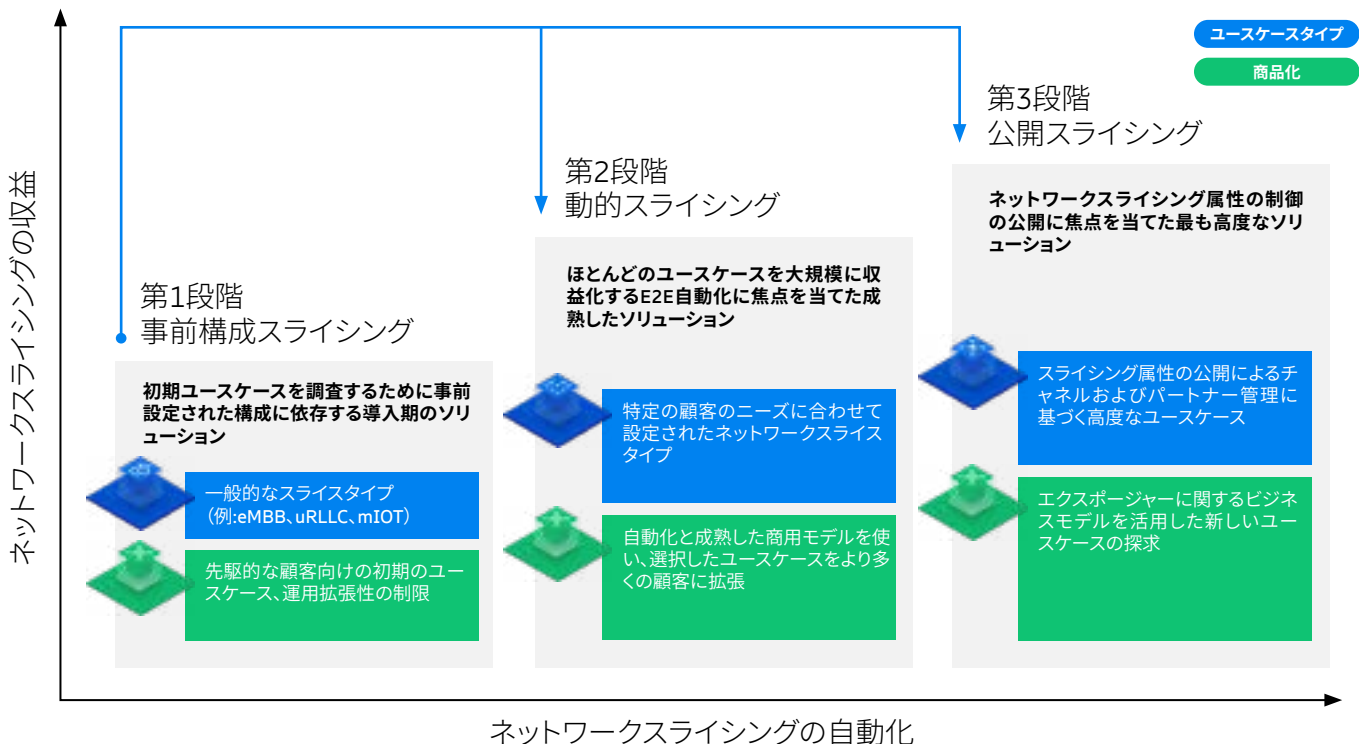 ユースケースタイプ
商品化
ネットワークスライシングの収益
第1段階
事前構成スライシング
初期ユースケースを調査するために事前
設定された構成に依存する導入期のソリ
ューション
一般的なスライスタイプ
（例:eMBB、uRLLC、mIOT）
先駆的な顧客向けの初期のユー
スケース、運用拡張性の制限
第2段階
動的スライシング
ほとんどのユースケースを大規模に収
益化するE2E自動化に焦点を当てた成
熟したソリューション
特定の顧客のニーズに合わせて
設定されたネットワークスライス
タイプ
自動化と成熟した商用モデルを使
い、選択したユースケースをより多
くの顧客に拡張
第3段階
公開スライシング
ネットワークスライシング属性の制御
の公開に焦点を当てた最も高度なソリ
ューション
スライシング属性の公開によるチ
ャネルおよびパートナー管理に
基づく高度なユースケース
エクスポージャーに関するビジネ
スモデルを活用した新しいユー
スケースの探求
ネットワークスライシングの自動化